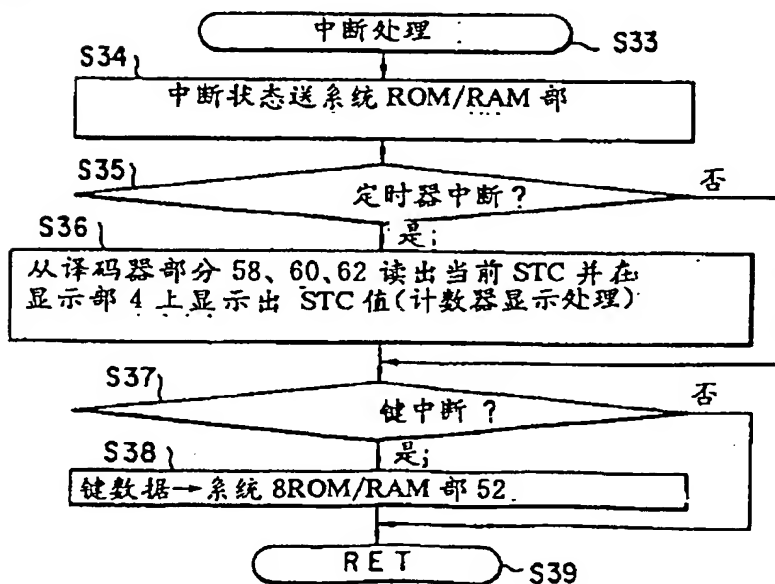 中断处理
S33
S34
中断状态送系统 ROM/RAM 部
S35
定时器中断？
否
是;
S36
从译码器部分 58、60、62 读出当前 STC 并在
显示部 4 上显示出 STC 值(计数器显示处理)
S37
键中断？
否
是;
S38
键数据→系统 8ROM/RAM 部 52
RET
S39